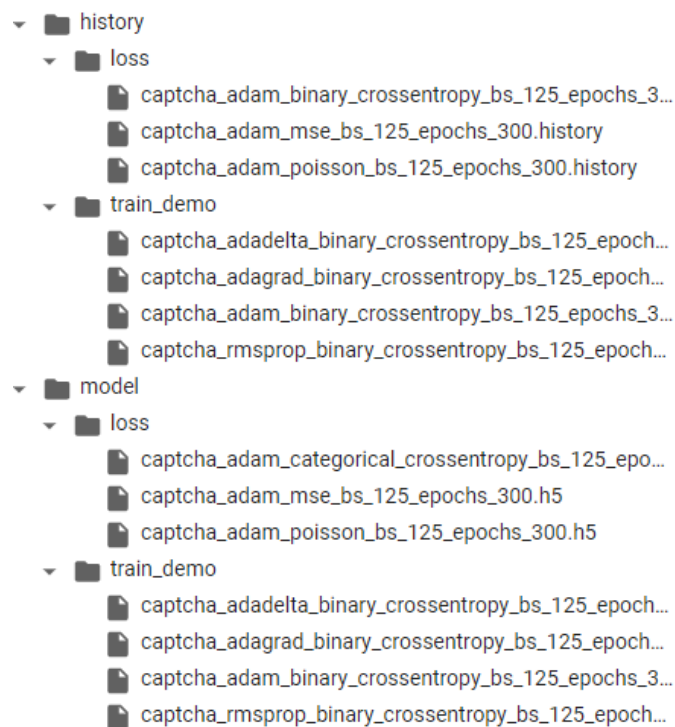 history
loss
captcha_adam_binary_crossentropy_bs_125_epochs_3...
captcha_adam_mse_bs_125_epochs_300.history
captcha_adam_poisson_bs_125_epochs_300.history
train_demo
captcha_adadelta_binary_crossentropy_bs_125_epoch...
captcha_adagrad_binary_crossentropy_bs_125_epoch...
captcha_adam_binary_crossentropy_bs_125_epochs_3...
captcha_rmsprop_binary_crossentropy_bs_125_epoch...
model
loss
captcha_adam_categorical_crossentropy_bs_125_epo...
captcha_adam_mse_bs_125_epochs_300.h5
captcha_adam_poisson_bs_125_epochs_300.h5
train_demo
captcha_adadelta_binary_crossentropy_bs_125_epoch...
captcha_adagrad_binary_crossentropy_bs_125_epoch...
captcha_adam_binary_crossentropy_bs_125_epochs_3...
captcha_rmsprop_binary_crossentropy_bs_125_epoch...